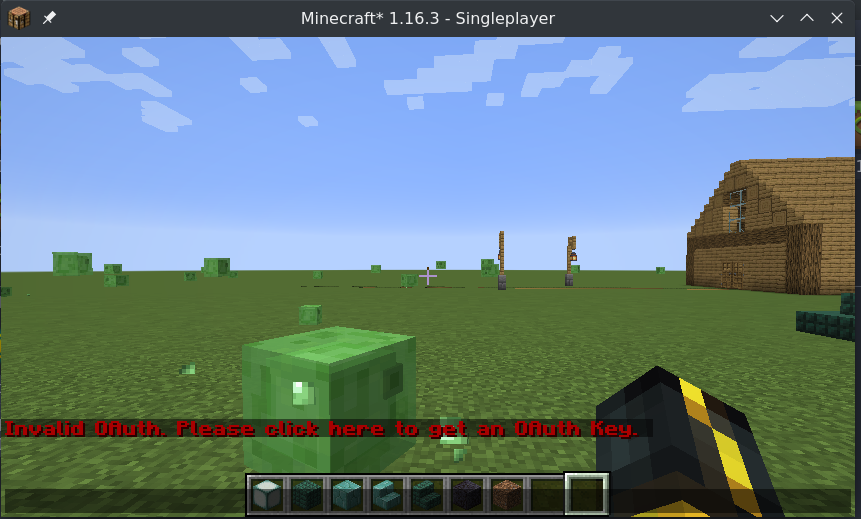 Minecraft* 1.16.3 - Singleplayer
Invalid OAuth. Please click here to get an OAuth Key.